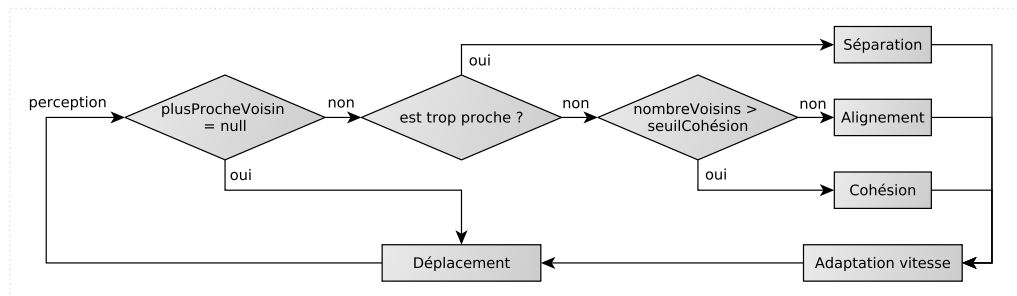 perception
plusProcheVoisin
= null
non
oui
est trop proche ?
oui
non
nombreVoisins >
seuilCohésion
non
oui
Séparation
Alignement
Cohésion
Adaptation vitesse
Déplacement